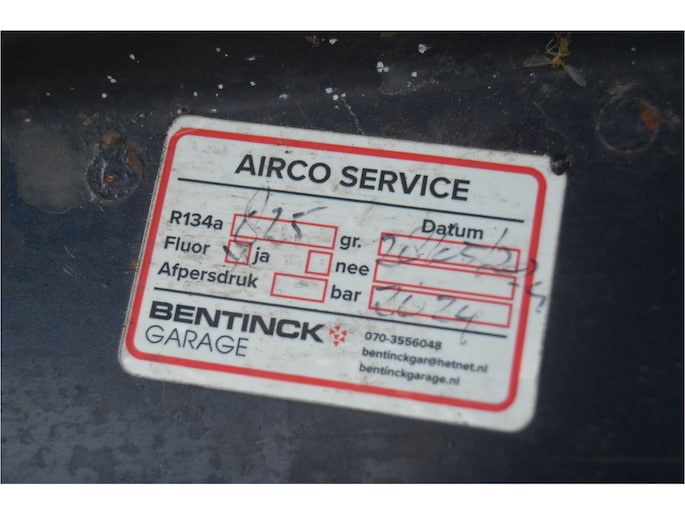 AIRCO SERVICE
R134a 825 gr. Datum
Fluor ja nee
Afpersdruk bar 2024
BENTINCK
GARAGE
070-3556048
bentinckgar@hetnet.nl
bentinckgarage.nl